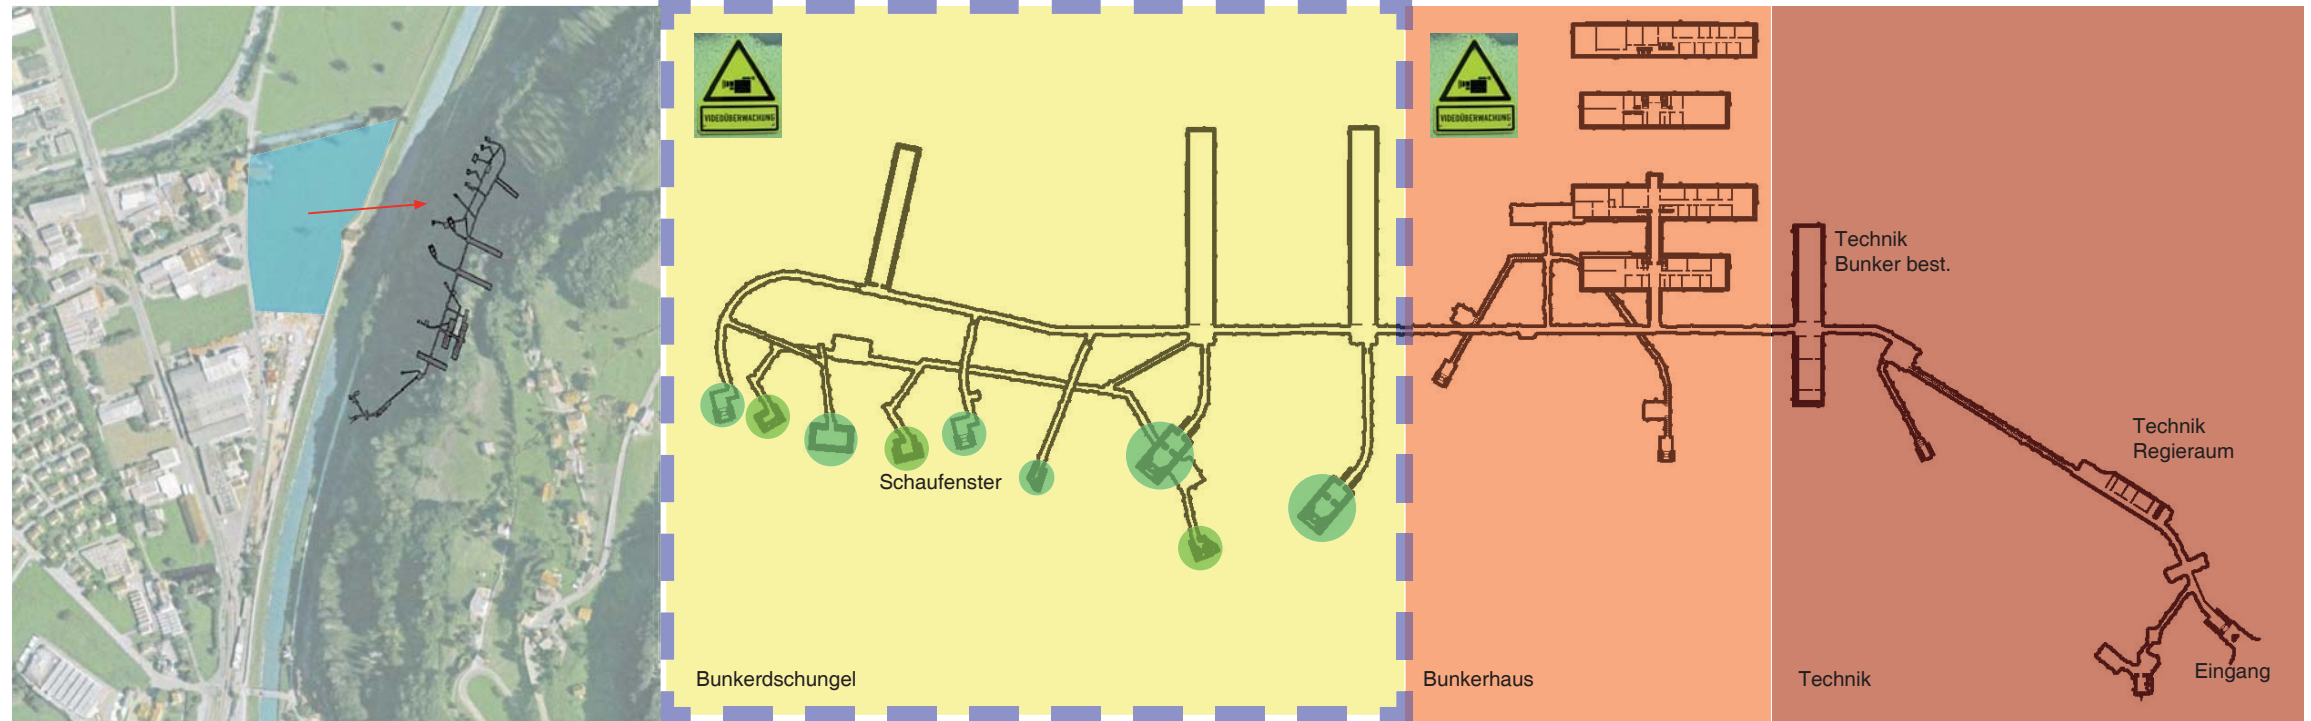 VIDEOÜBERWACHUNG
VIDEOÜBERWACHUNG
Technik
Bunker best.
Technik
Regieraum
Schaufenster
Bunkerdschungel
Bunkerhaus
Technik
Eingang